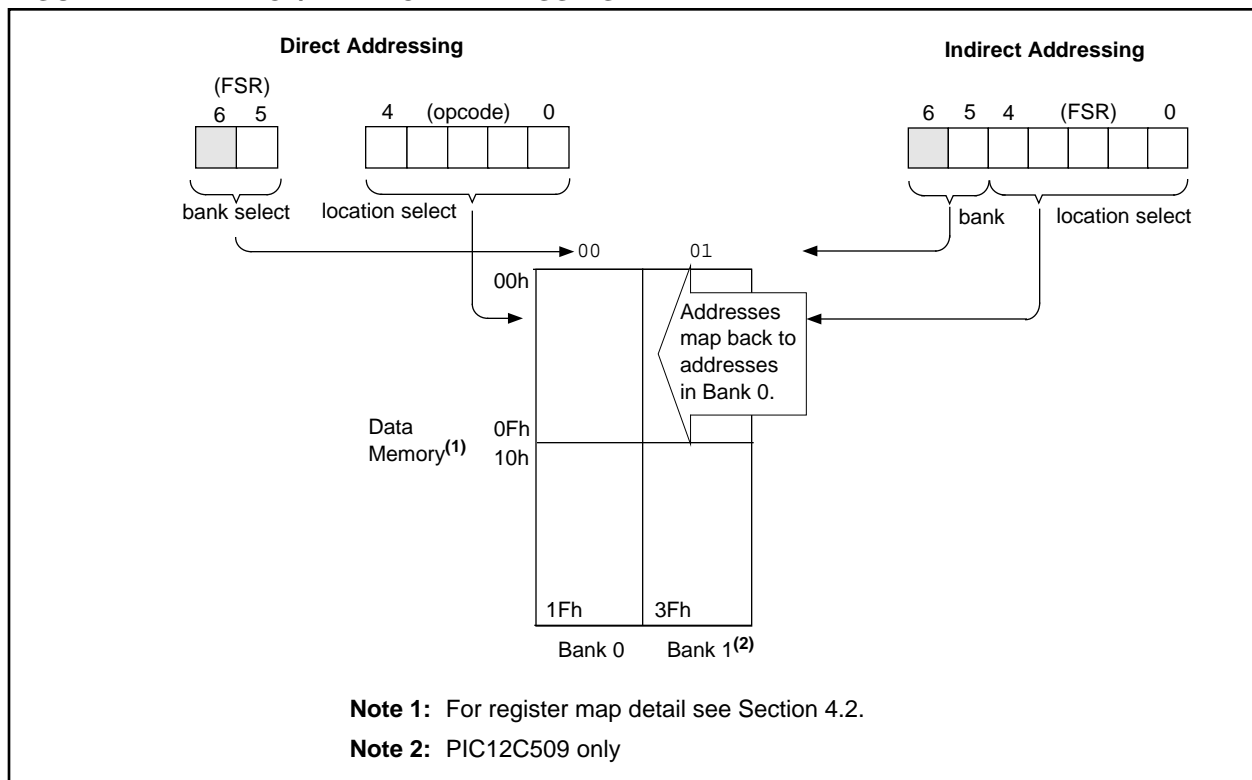 Direct Addressing
Indirect Addressing
(FSR)
6 5
4 (opcode) 0
6 5 4 (FSR) 0
bank select
location select
bank
location select
00
01
00h
Addresses
map back to
addresses
in Bank 0.
Data
Memory(1)
0Fh
10h
1Fh
3Fh
Bank 0
Bank 1(2)
Note 1: For register map detail see Section 4.2.
Note 2: PIC12C509 only